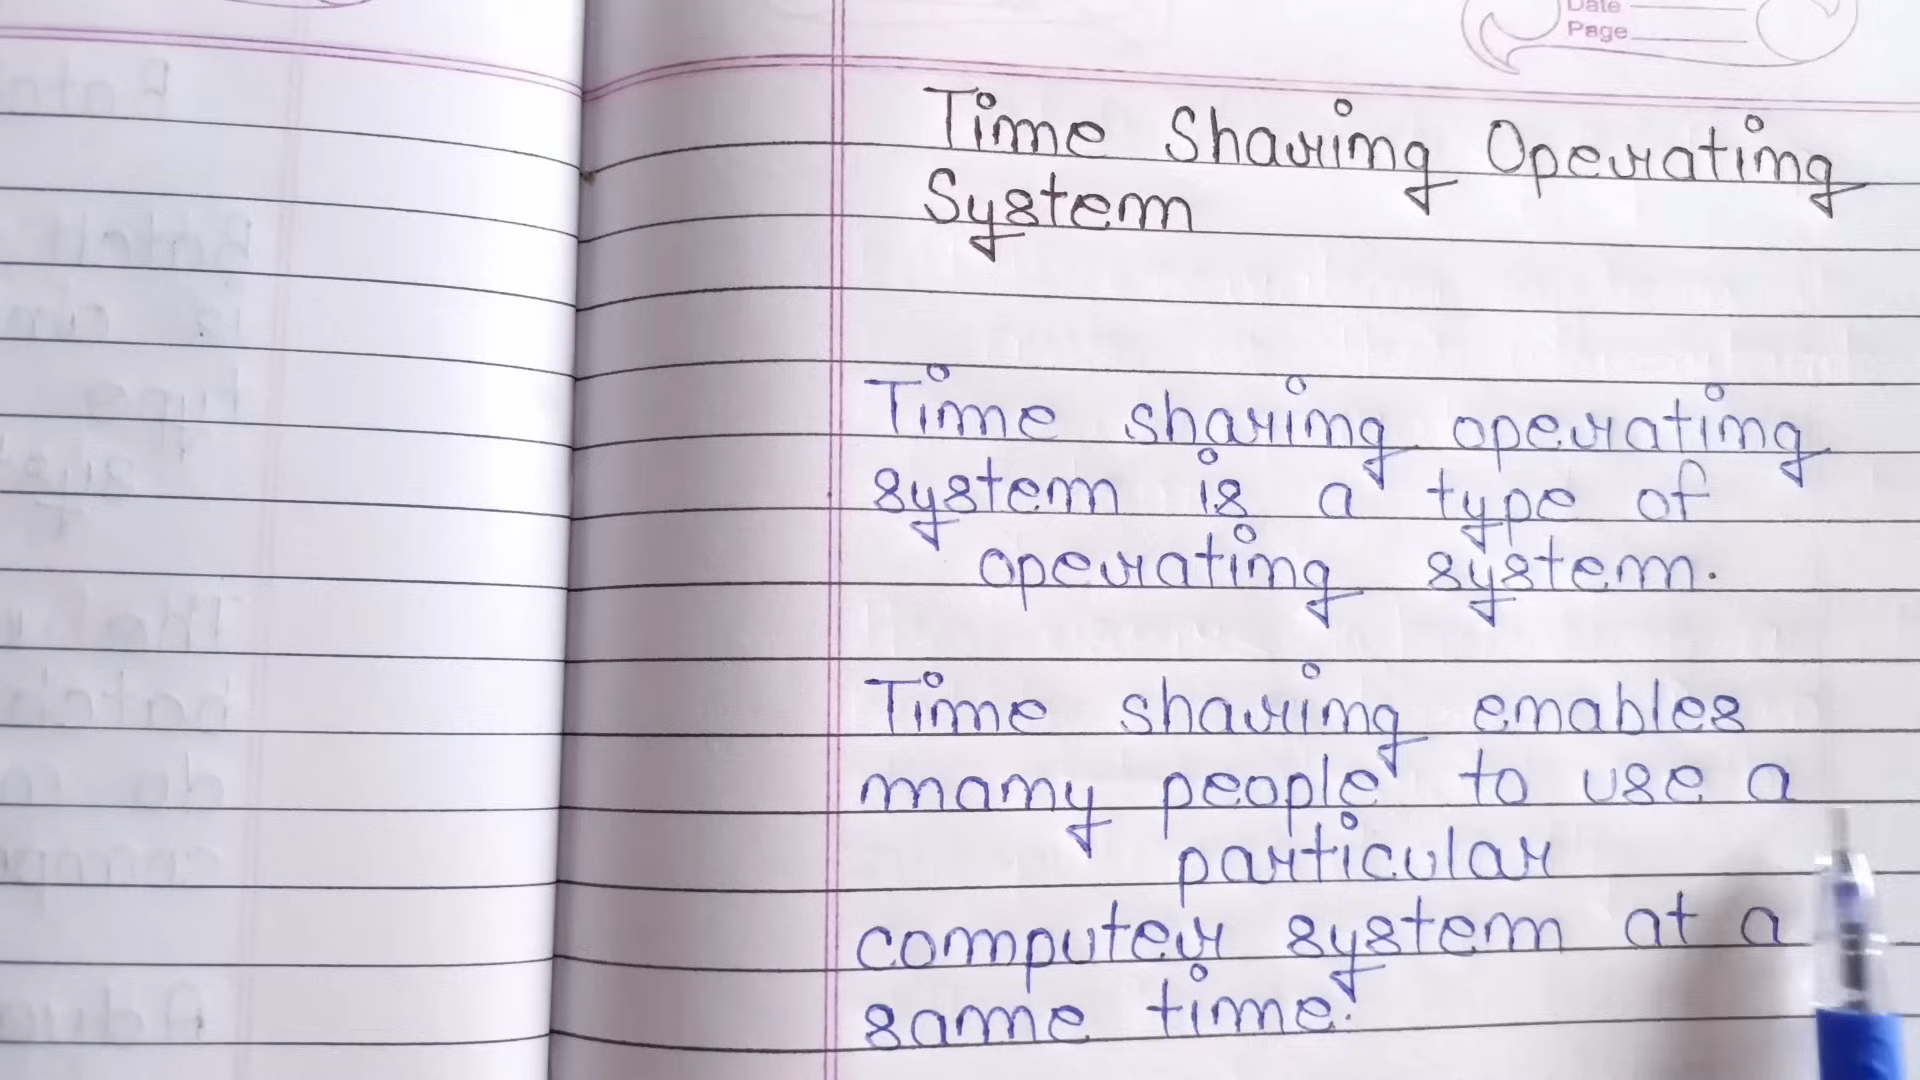 Date
Page
Time Sharing Operating
System
Time sharing operating
system is a type of
operating system.
Time sharing enables
many people to use a
particular
computer system at a
same time.